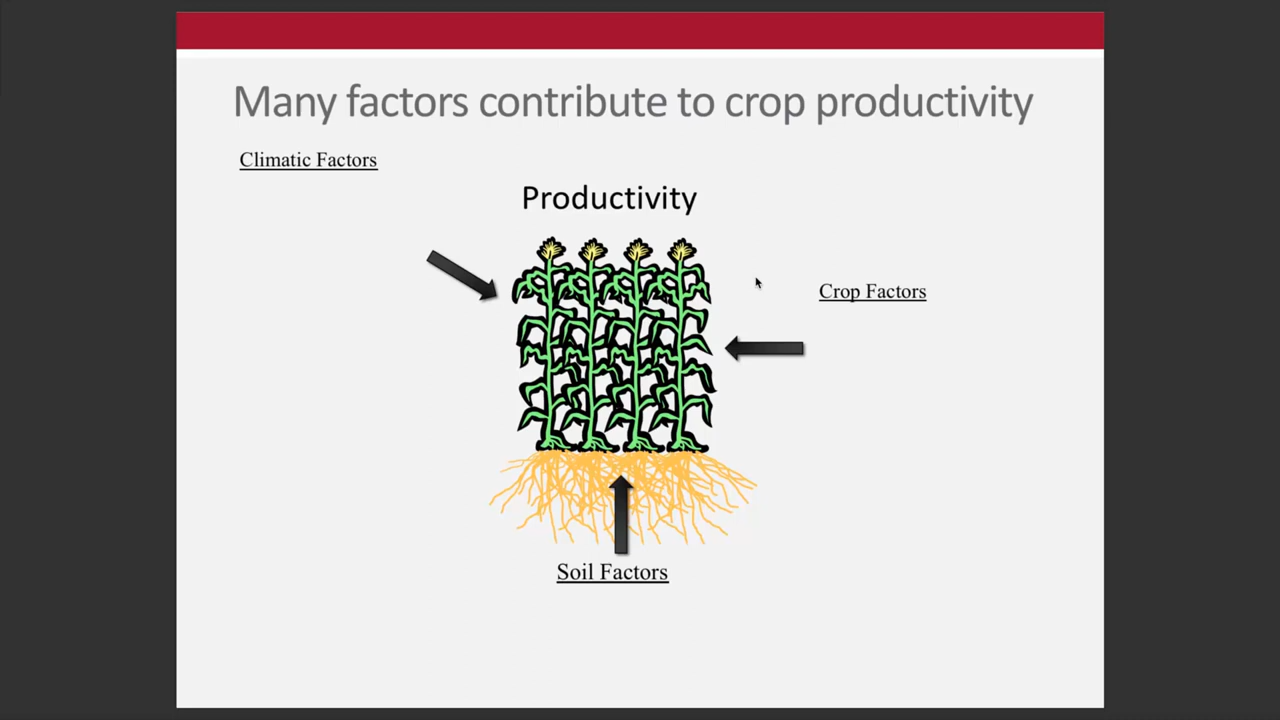 Many factors contribute to crop productivity
Climatic Factors
Productivity
Crop Factors
Soil Factors